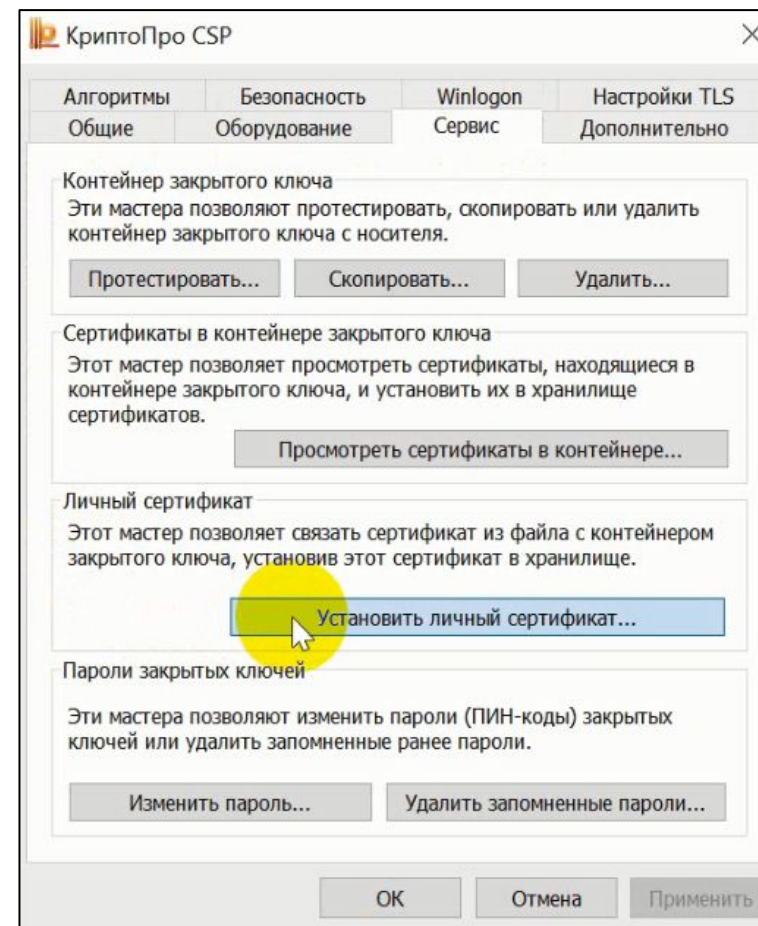 КриптоПро CSP
Алгоритмы Безопасность Winlogon Настройки TLS
Общие Оборудование Сервис Дополнительно
Контейнер закрытого ключа
Эти мастера позволяют протестировать, скопировать или удалить
контейнер закрытого ключа с носителя.
Протестировать... Скопировать... Удалить...
Сертификаты в контейнере закрытого ключа
Этот мастер позволяет просмотреть сертификаты, находящиеся в
контейнере закрытого ключа, и установить их в хранилище
сертификатов.
Просмотреть сертификаты в контейнере...
Личный сертификат
Этот мастер позволяет связать сертификат из файла с контейнером
закрытого ключа, установив этот сертификат в хранилище.
Установить личный сертификат...
Пароли закрытых ключей
Эти мастера позволяют изменить пароли (ПИН-коды) закрытых
ключей или удалить запомненные ранее пароли.
Изменить пароль... Удалить запомненные пароли...
ОК Отмена Применить